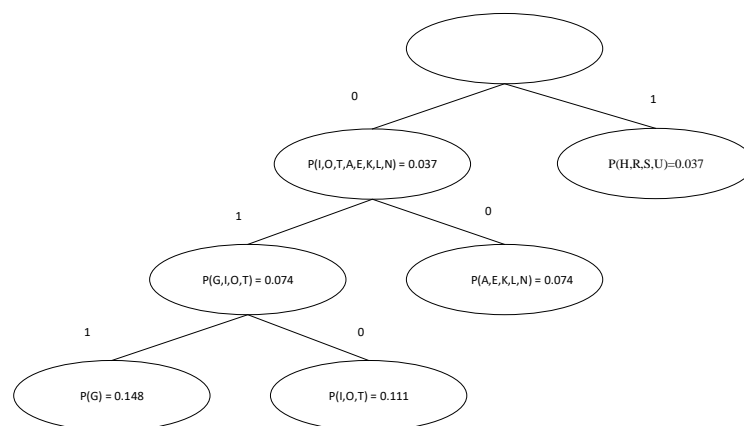 0
1
P(I,O,T,A,E,K,L,N) = 0.037
P(H,R,S,U)=0.037
1
0
P(G,I,O,T) = 0.074
P(A,E,K,L,N) = 0.074
1
0
P(G) = 0.148
P(I,O,T) = 0.111